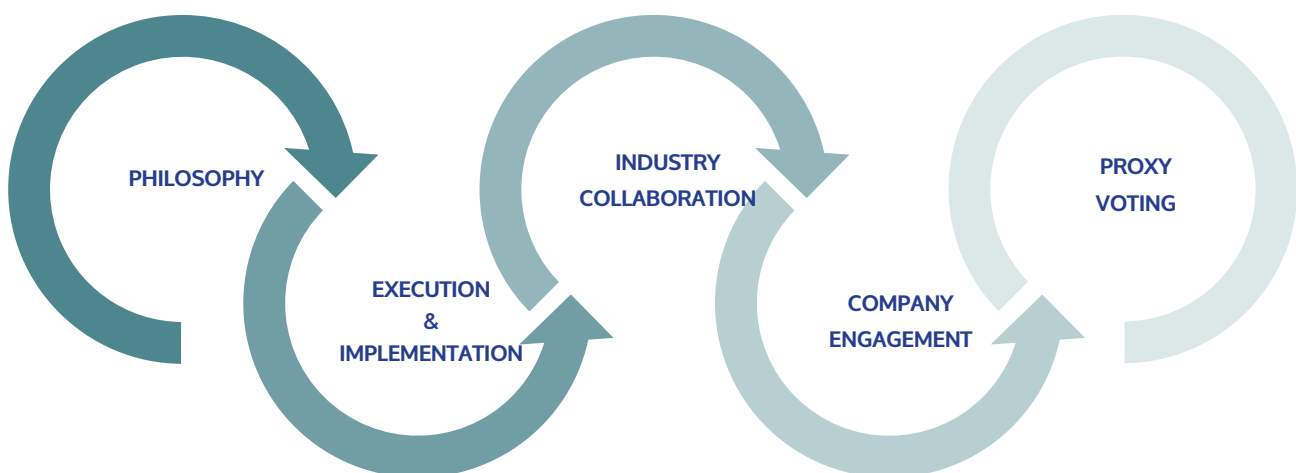 PHILOSOPHY
EXECUTION
&
IMPLEMENTATION
INDUSTRY
COLLABORATION
COMPANY
ENGAGEMENT
PROXY
VOTING